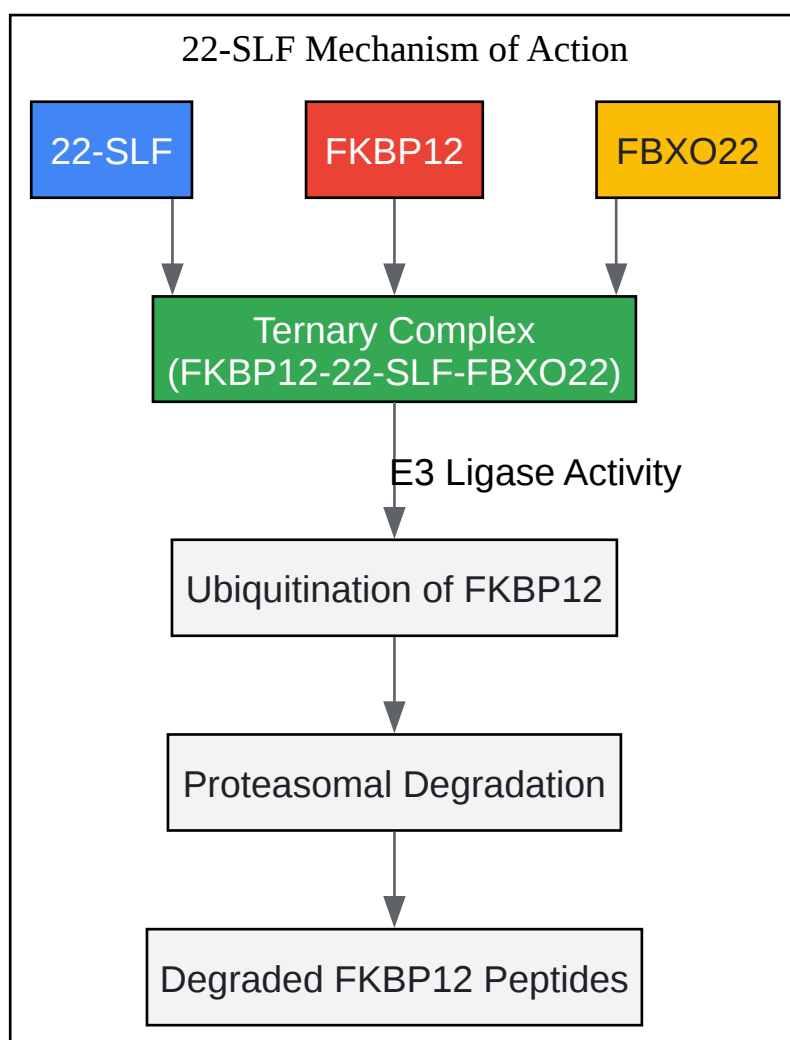 22-SLF Mechanism of Action
22-SLF
FKBP12
FBXO22
Ternary Complex
(FKBP12-22-SLF-FBXO22)
E3 Ligase Activity
Ubiquitination of FKBP12
Proteasomal Degradation
Degraded FKBP12 Peptides